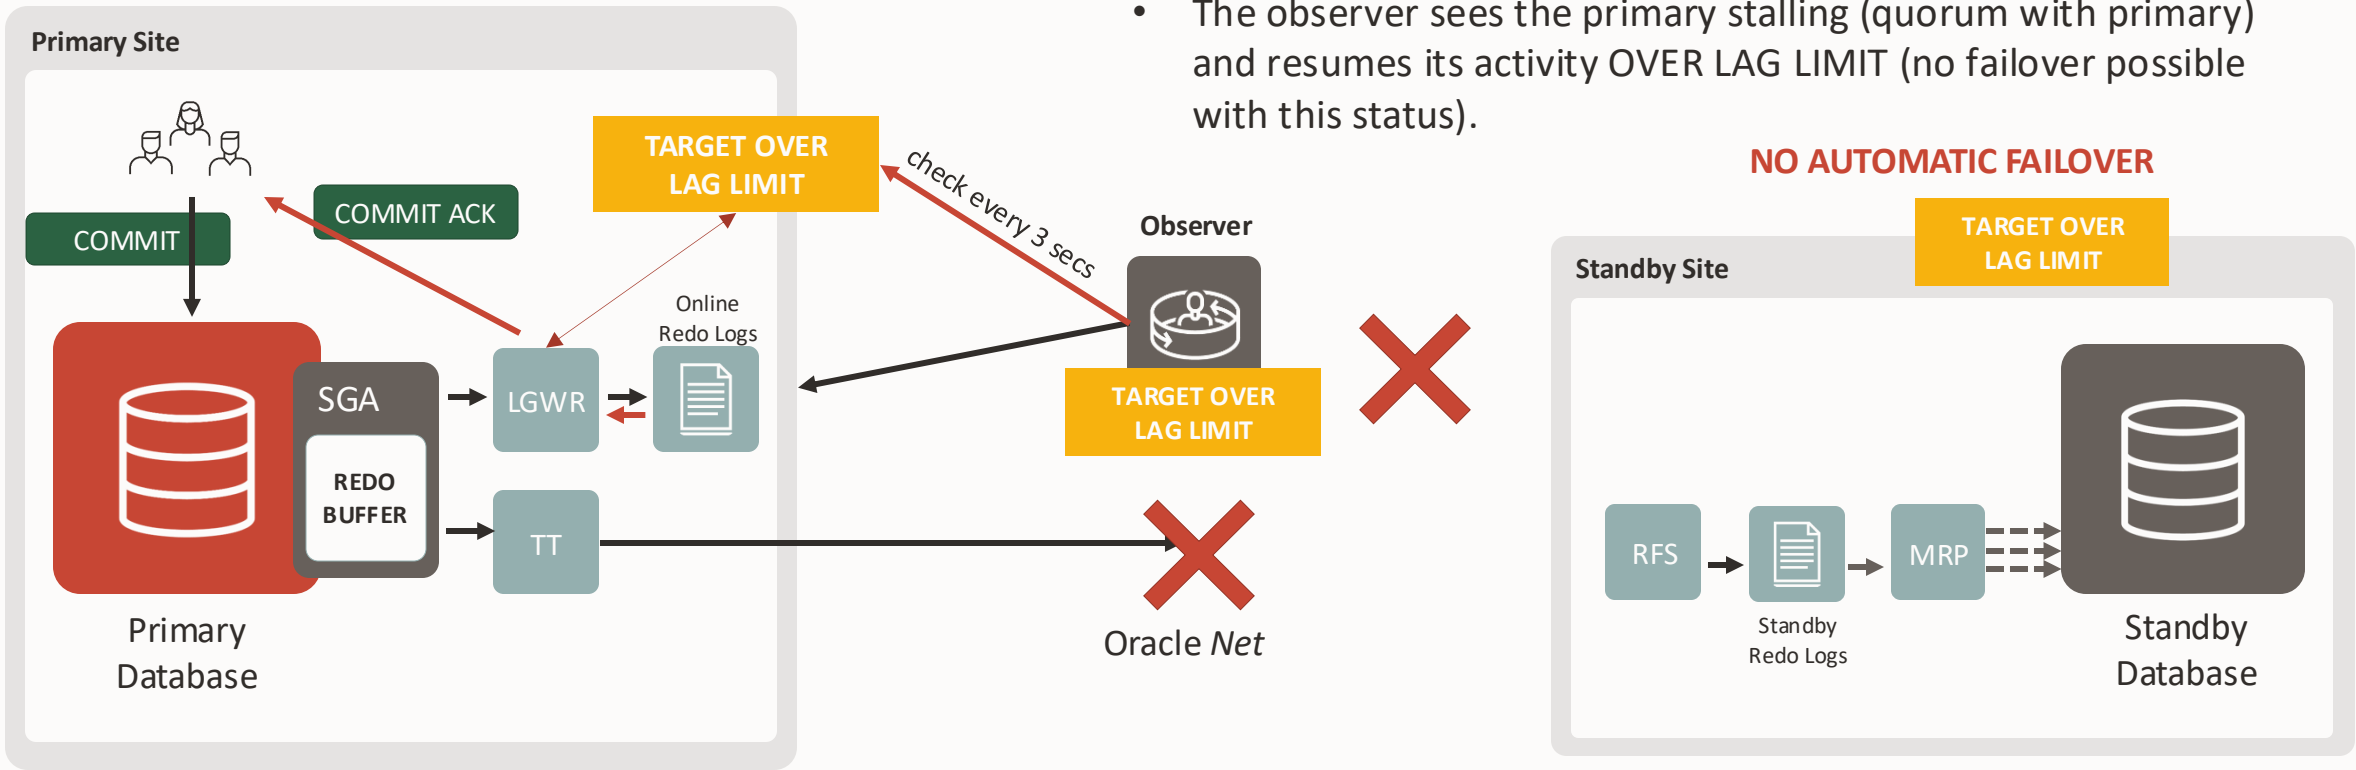 • The observer sees the primary stalling (quorum with primary)
and resumes its activity OVER LAG LIMIT (no failover possible
with this status).
NO AUTOMATIC FAILOVER
Primary Site
COMMIT
COMMIT ACK
TARGET OVER
LAG LIMIT
check every 3 secs
Observer
TARGET OVER
LAG LIMIT
Online
Redo Logs
SGA
REDO
BUFFER
LGWR
TT
Primary
Database
Oracle Net
TARGET OVER
LAG LIMIT
Standby Site
RFS
Standby
Redo Logs
MRP
Standby
Database